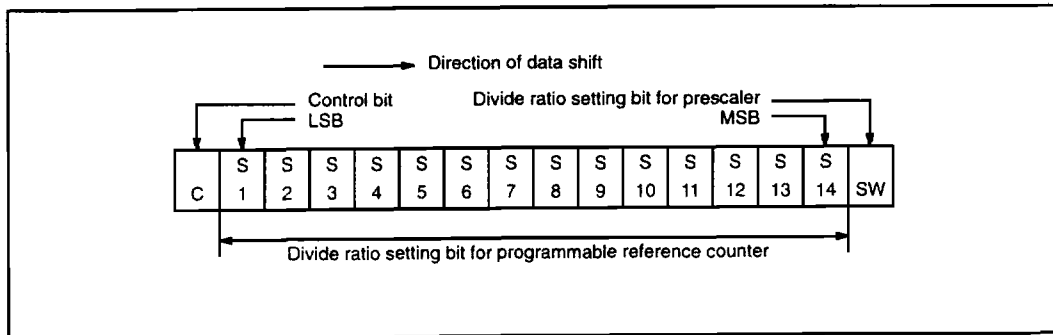 Direction of data shift
Control bit
Divide ratio setting bit for prescaler
LSB
MSB
S S S S S S S S S S S S S S
C 1 2 3 4 5 6 7 8 9 10 11 12 13 14 SW
Divide ratio setting bit for programmable reference counter